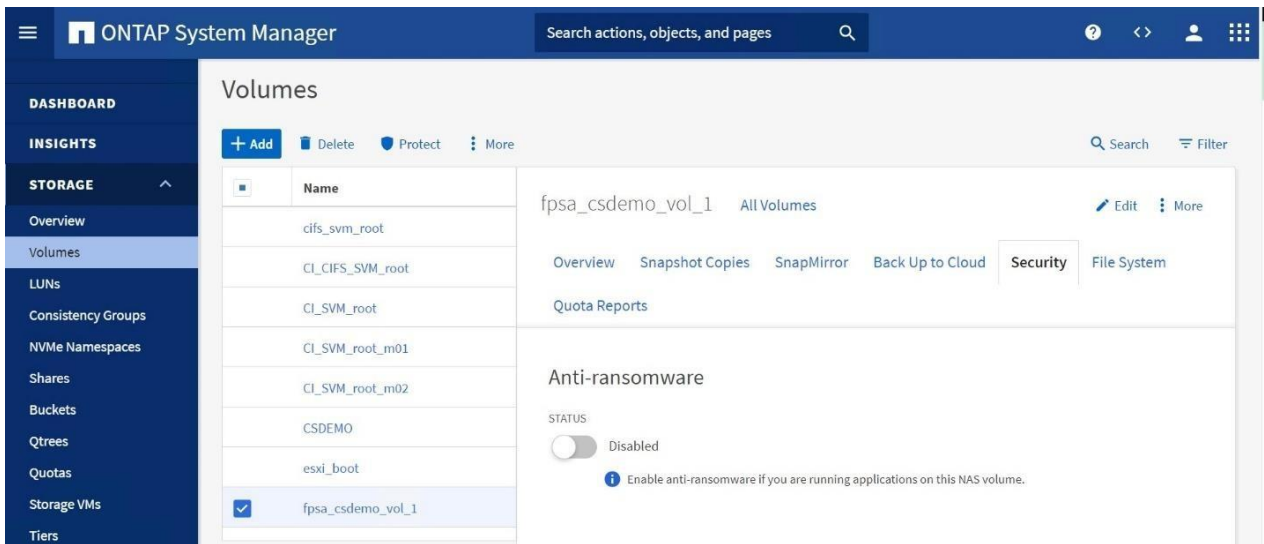 ONTAP System Manager
Search actions, objects, and pages
DASHBOARD
INSIGHTS
STORAGE
Overview
Volumes
LUNs
Consistency Groups
NVMe Namespaces
Shares
Buckets
Qtrees
Quotas
Storage VMs
Tiers
Volumes
Add Delete Protect More
Search Filter
Name
cifs_svm_root
CI_CIFS_SVM_root
CI_SVM_root
CI_SVM_root_m01
CI_SVM_root_m02
CSDEMO
esxi_boot
fpsa_csdemo_vol_1
fpsa_csdemo_vol_1 All Volumes
Edit More
Overview Snapshot Copies SnapMirror Back Up to Cloud Security File System
Quota Reports
Anti-ransomware
STATUS
Disabled
Enable anti-ransomware if you are running applications on this NAS volume.